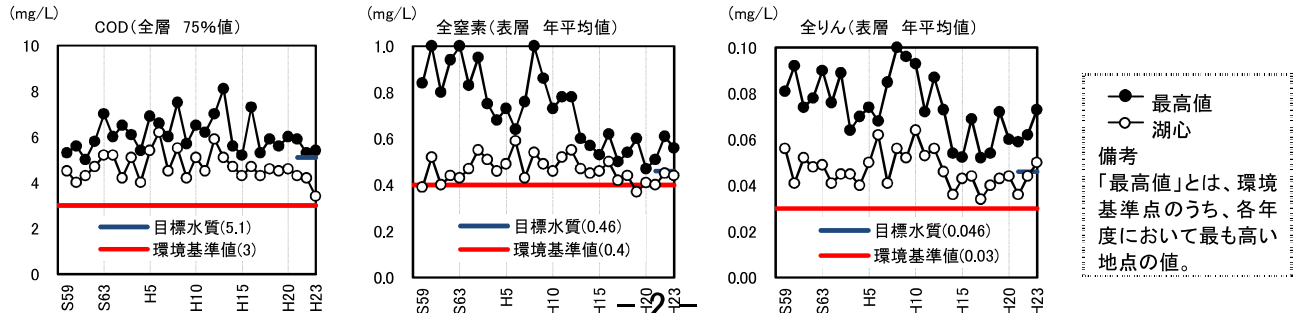 (mg/L)
COD(全層 75%値)
10
8
6
4
2
0
目標水質(5.1)
環境基準値(3)
S59
S63
H5
H10
H15
H20
H23
(mg/L)
全窒素(表層 年平均値)
1.0
0.8
0.6
0.4
0.2
0.0
目標水質(0.46)
環境基準値(0.4)
S59
S63
H5
H10
H15
H20
H23
(mg/L)
全りん(表層 年平均値)
0.10
0.08
0.06
0.04
0.02
0.00
目標水質(0.046)
環境基準値(0.03)
S59
S63
H5
H10
H15
H20
H23
最高値
湖心
備考
「最高値」とは、環境
基準点のうち、各年
度において最も高い
地点の値。
-2-